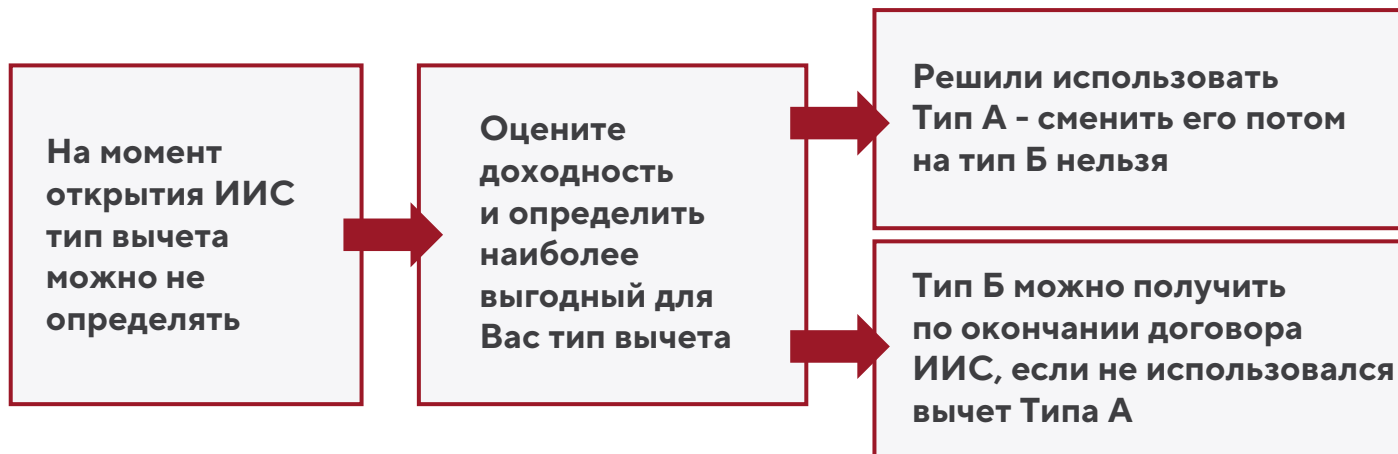 На момент
открытия ИИС
тип вычета
можно не
определять
Оцените
доходность
и определить
наиболее
выгодный для
Вас тип вычета
Решили использовать
Тип А - сменить его потом
на тип Б нельзя
Тип Б можно получить
по окончании договора
ИИС, если не использовался
вычет Типа А